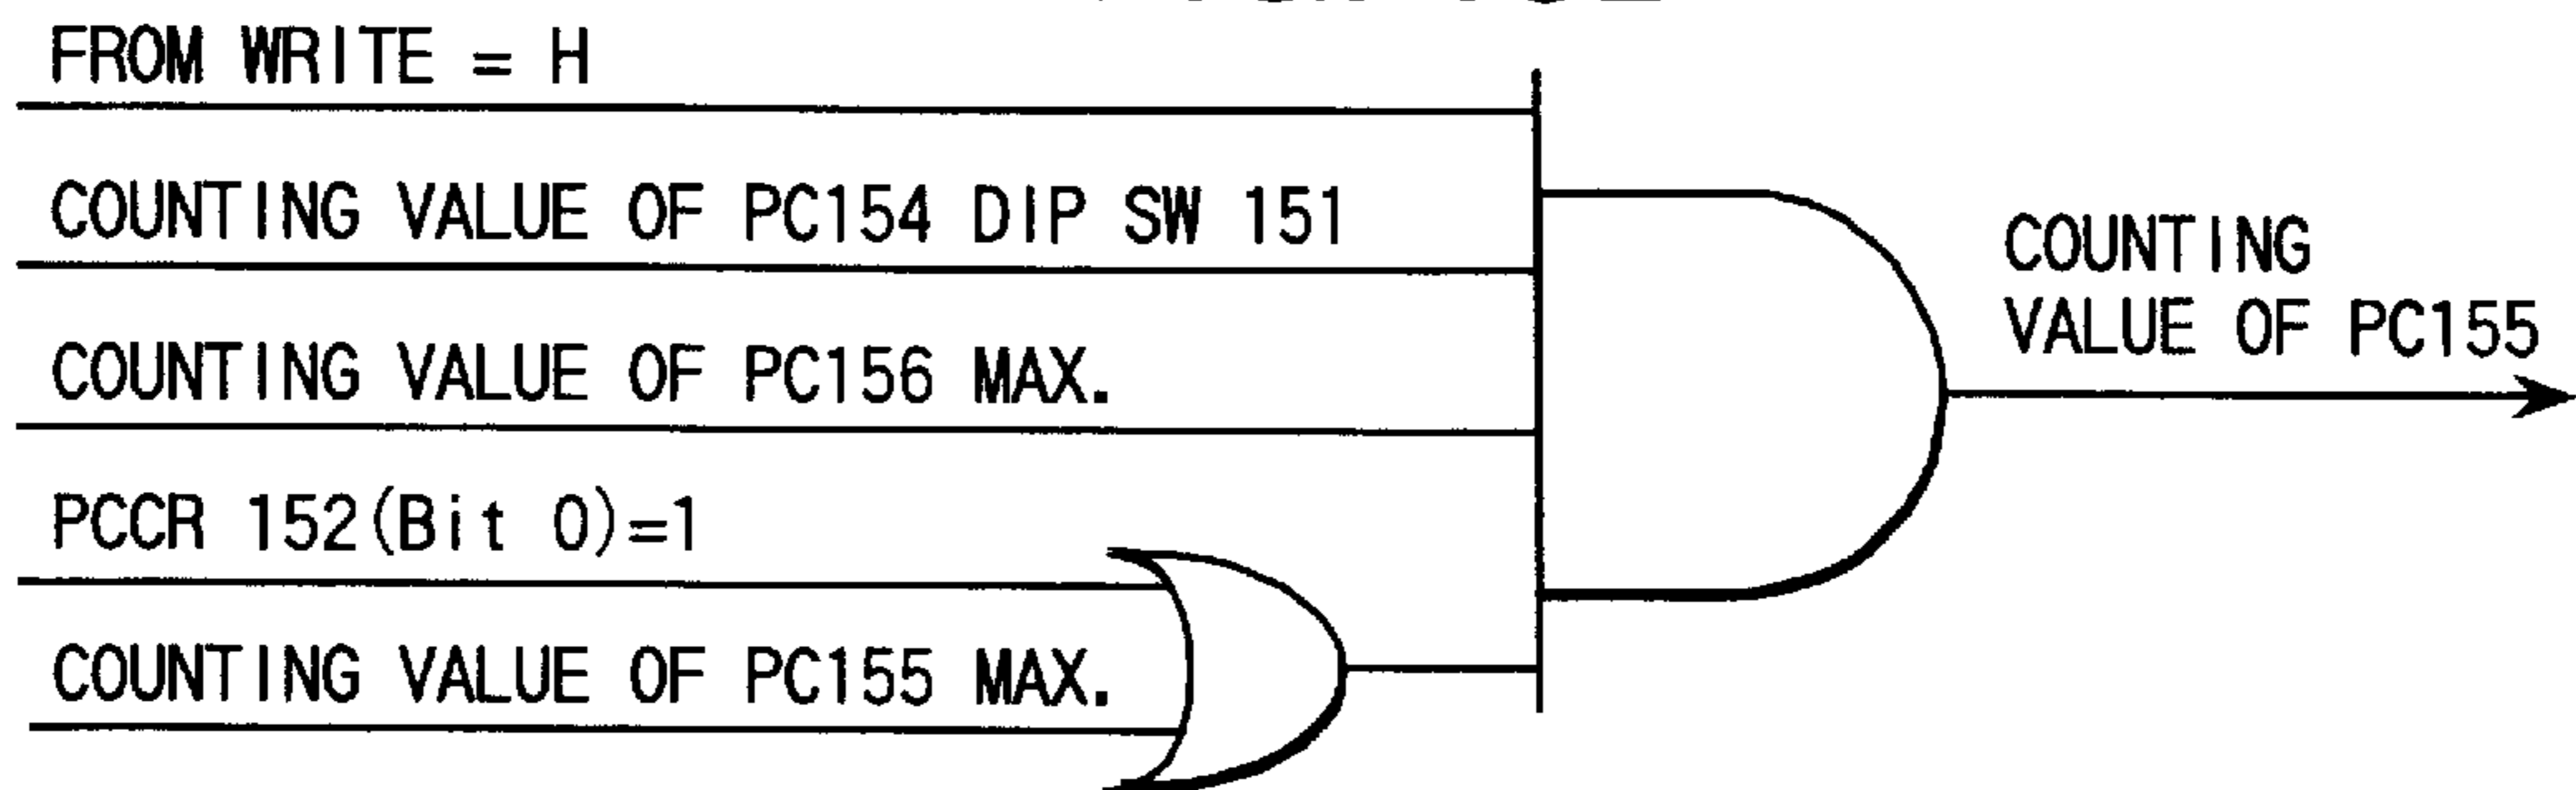 FROM WRITE = H
COUNTING VALUE OF PC154 DIP SW 151
COUNTING VALUE OF PC156 MAX.
PCCR 152(Bit 0)=1
COUNTING VALUE OF PC155 MAX.
COUNTING
VALUE OF PC155